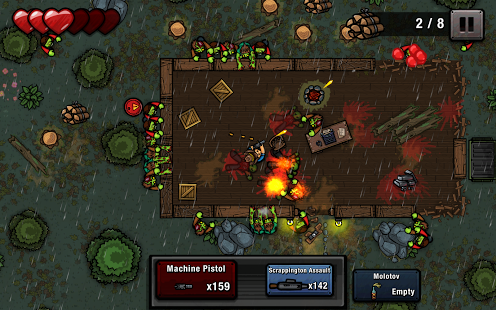 2 / 8
Machine Pistol
x159
Scrappington Assault
x142
Molotov
Empty